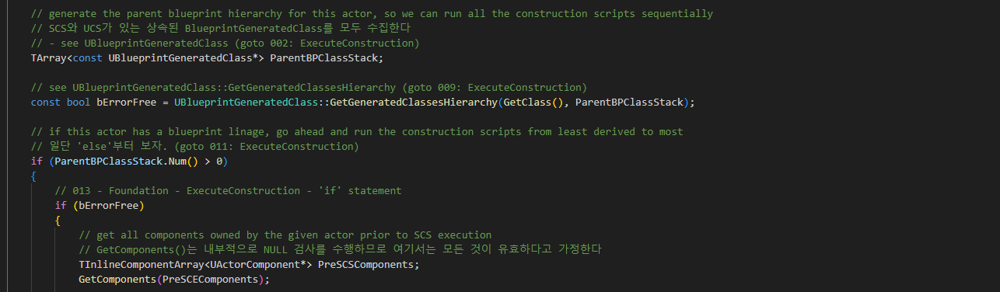 // generate the parent blueprint hierarchy for this actor, so we can run all the construction scripts sequentially
// SCS와 UCS가 있는 상속된 BlueprintGeneratedClass를 모두 수집한다
// - see UBlueprintGeneratedClass (goto 002: ExecuteConstruction)
TArray<const UBlueprintGeneratedClass*> ParentBPClassStack;
// see UBlueprintGeneratedClass::GetGeneratedClassesHierarchy (goto 009: ExecuteConstruction)
const bool bErrorFree = UBlueprintGeneratedClass::GetGeneratedClassesHierarchy(GetClass(), ParentBPClassStack);
// if this actor has a blueprint linage, go ahead and run the construction scripts from least derived to most
// 일단 'else'부터 보자. (goto 011: ExecuteConstruction)
if (ParentBPClassStack.Num() > 0)
{
// 013 - Foundation - ExecuteConstruction - 'if' statement
if (bErrorFree)
{
// get all components owned by the given actor prior to SCS execution
// GetComponents()는 내부적으로 NULL 검사를 수행하므로 여기서는 모든 것이 유효하다고 가정한다
TInlineComponentArray<UActorComponent*> PreSCSComponents;
GetComponents(PreSCEComponents);